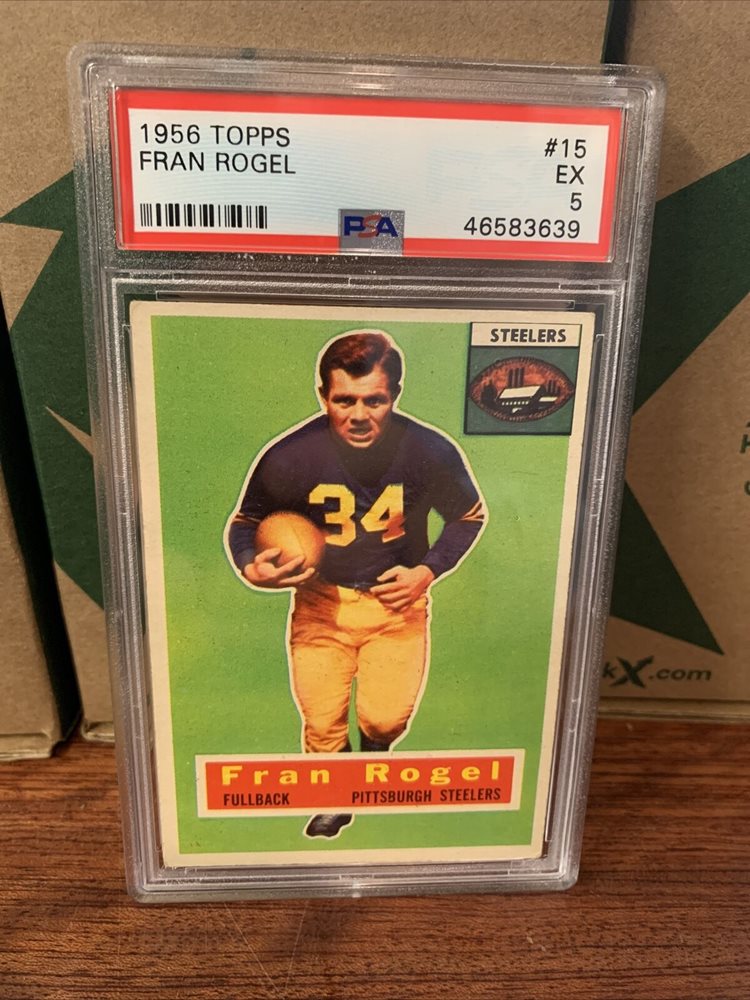 1956 TOPPS
#15
FRAN ROGEL
EX
5
PSA
46583639
STEELERS
34
Fran Rogel
FULLBACK PITTSBURGH STEELERS
kX.com